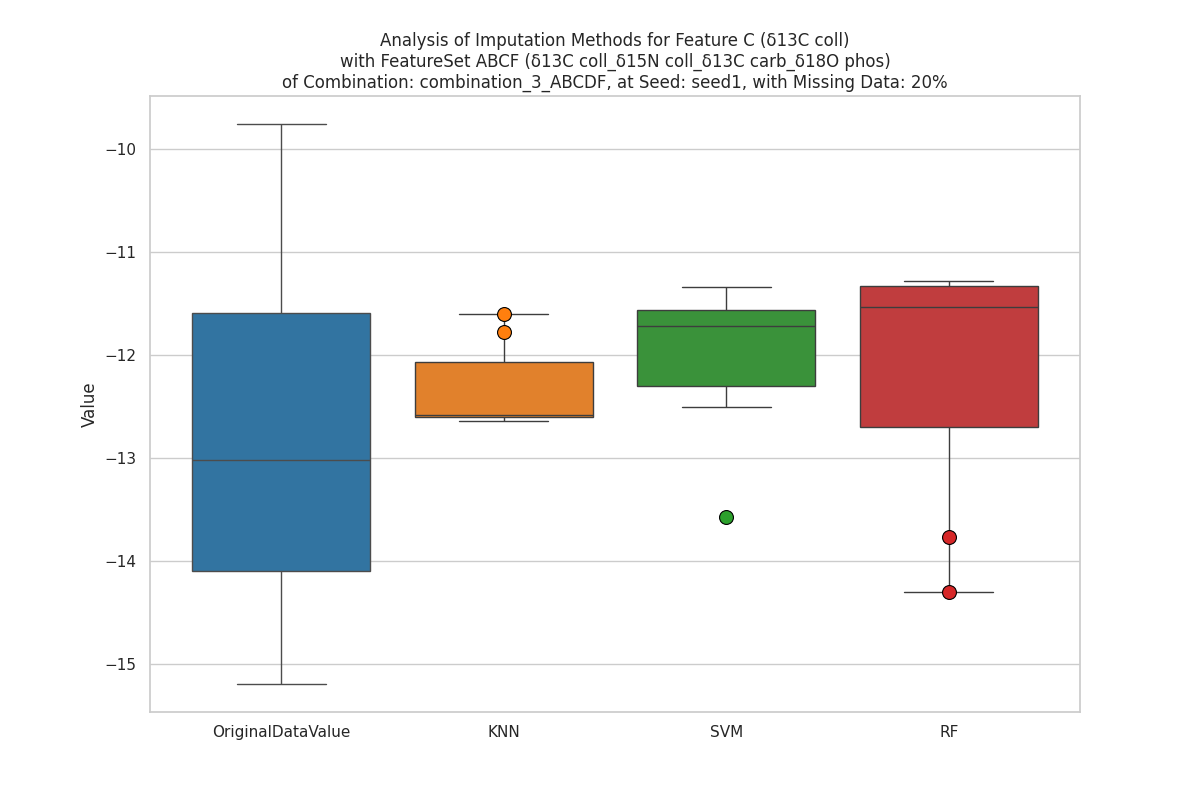 Analysis of Imputation Methods for Feature C (δ13C coll)
with FeatureSet ABCF (δ13C coll_δ15N coll_δ13C carb_δ18O phos)
of Combination: combination_3_ABCDF, at Seed: seed1, with Missing Data: 20%
−10
−11
−12
−13
−14
−15
Value
OriginalDataValue
KNN
SVM
RF